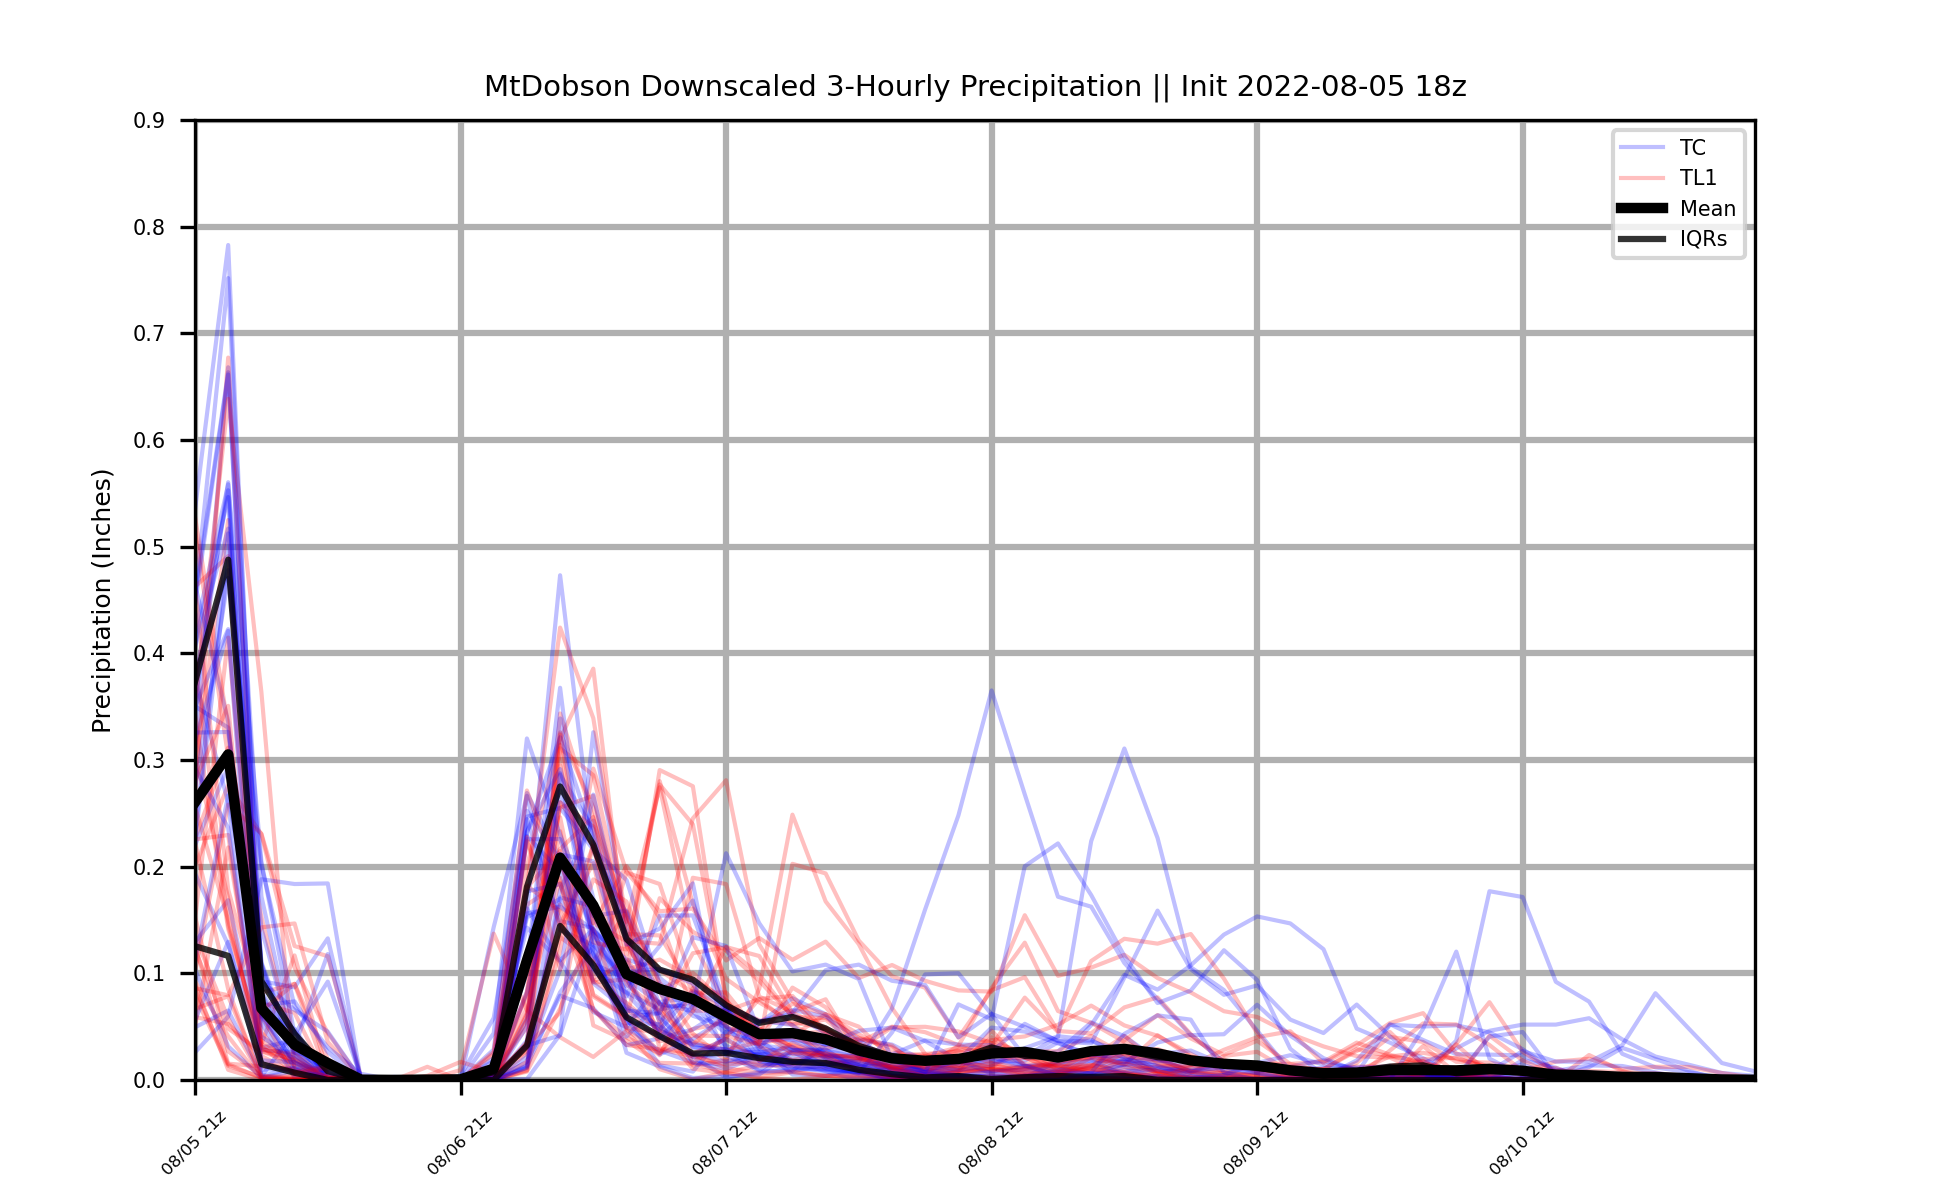 MtDobson Downscaled 3-Hourly Precipitation || Init 2022-08-05 18z
TC
TL1
Mean
IQRs
Precipitation (Inches)
0.9
0.8
0.7
0.6
0.5
0.4
0.3
0.2
0.1
0.0
08/05 21z
08/06 21z
08/07 21z
08/08 21z
08/09 21z
08/10 21z